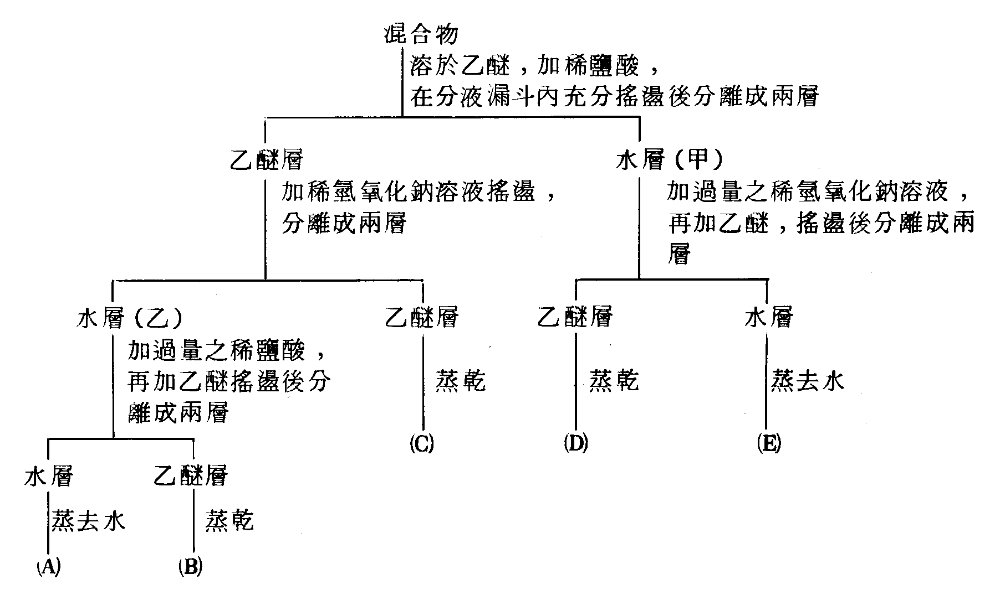 混合物
溶於乙醚，加稀鹽酸，
在分液漏斗內充分搖盪後分離成兩層
乙醚層
水層（甲）
加稀氫氧化鈉溶液搖盪，
分離成兩層
加過量之稀氫氧化鈉溶液，
再加乙醚，搖盪後分離成兩
層
水層（乙）
乙醚層
乙醚層
水層
加過量之稀鹽酸，
再加乙醚搖盪後分
離成兩層
蒸乾
蒸乾
蒸去水
(C)
(D)
(E)
水層
乙醚層
蒸去水
蒸乾
(A)
(B)